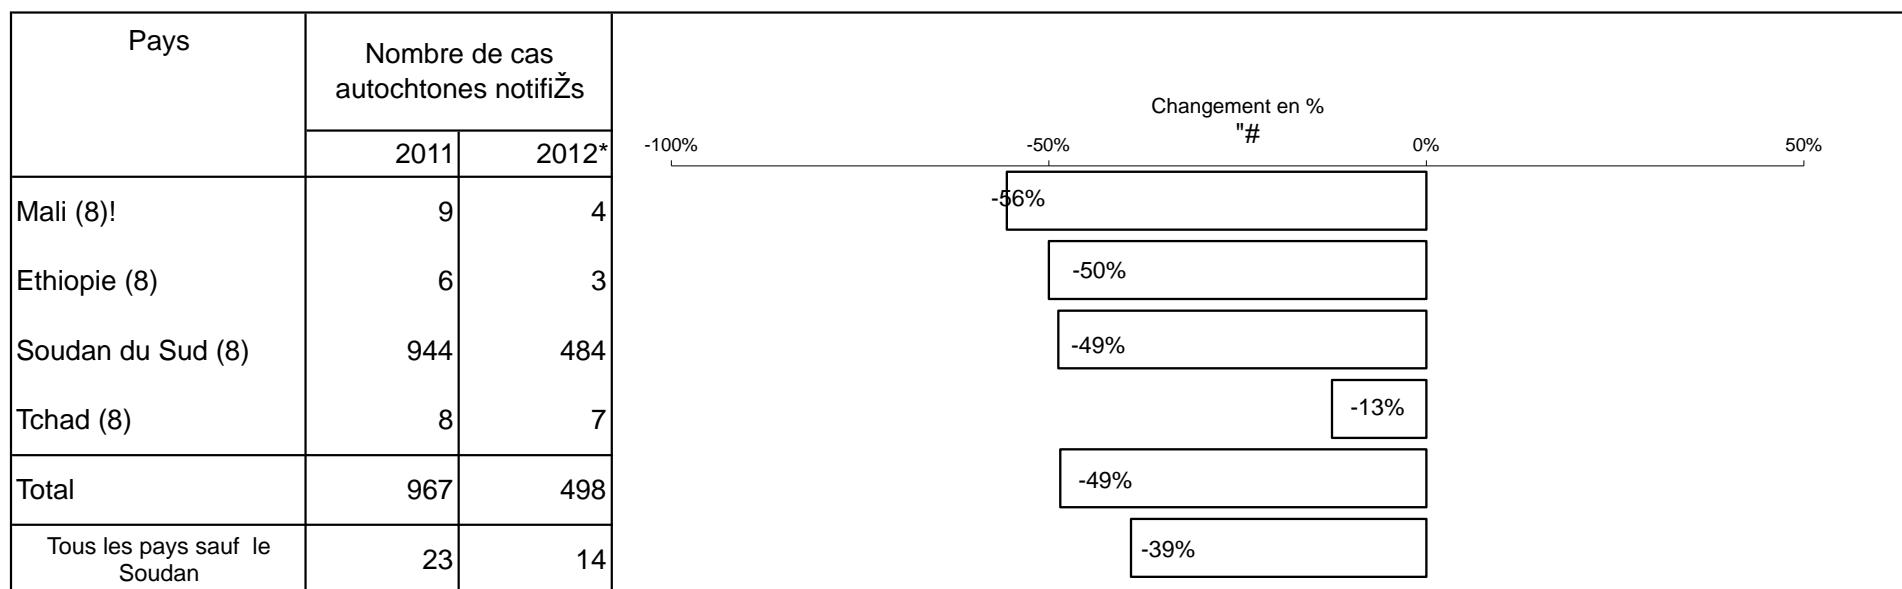 Pays
Nombre de cas
autochtones notifiŽs
2011 2012*
Changement en %
"#
-100% -50% 0% 50%
Mali (8)! 9 4 -56%
Ethiopie (8) 6 3 -50%
Soudan du Sud (8) 944 484 -49%
Tchad (8) 8 7 -13%
Total 967 498 -49%
Tous les pays sauf le
Soudan 23 14 -39%